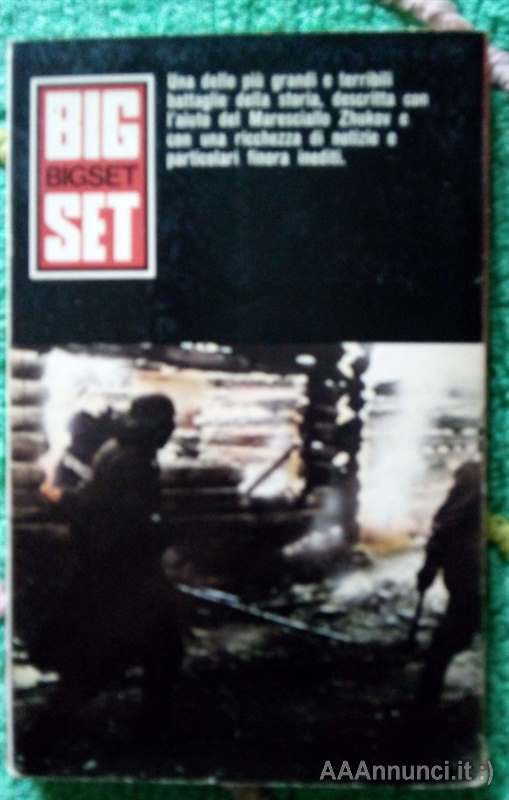 BIG
BIGSET
SET
Una delle più grandi e terribili
battaglie della storia, descritta con
l'aiuto del Maresciallo Zhukov e
con una ricchezza di notizie e
particolari finora inediti.
AAAnnunci.it :)